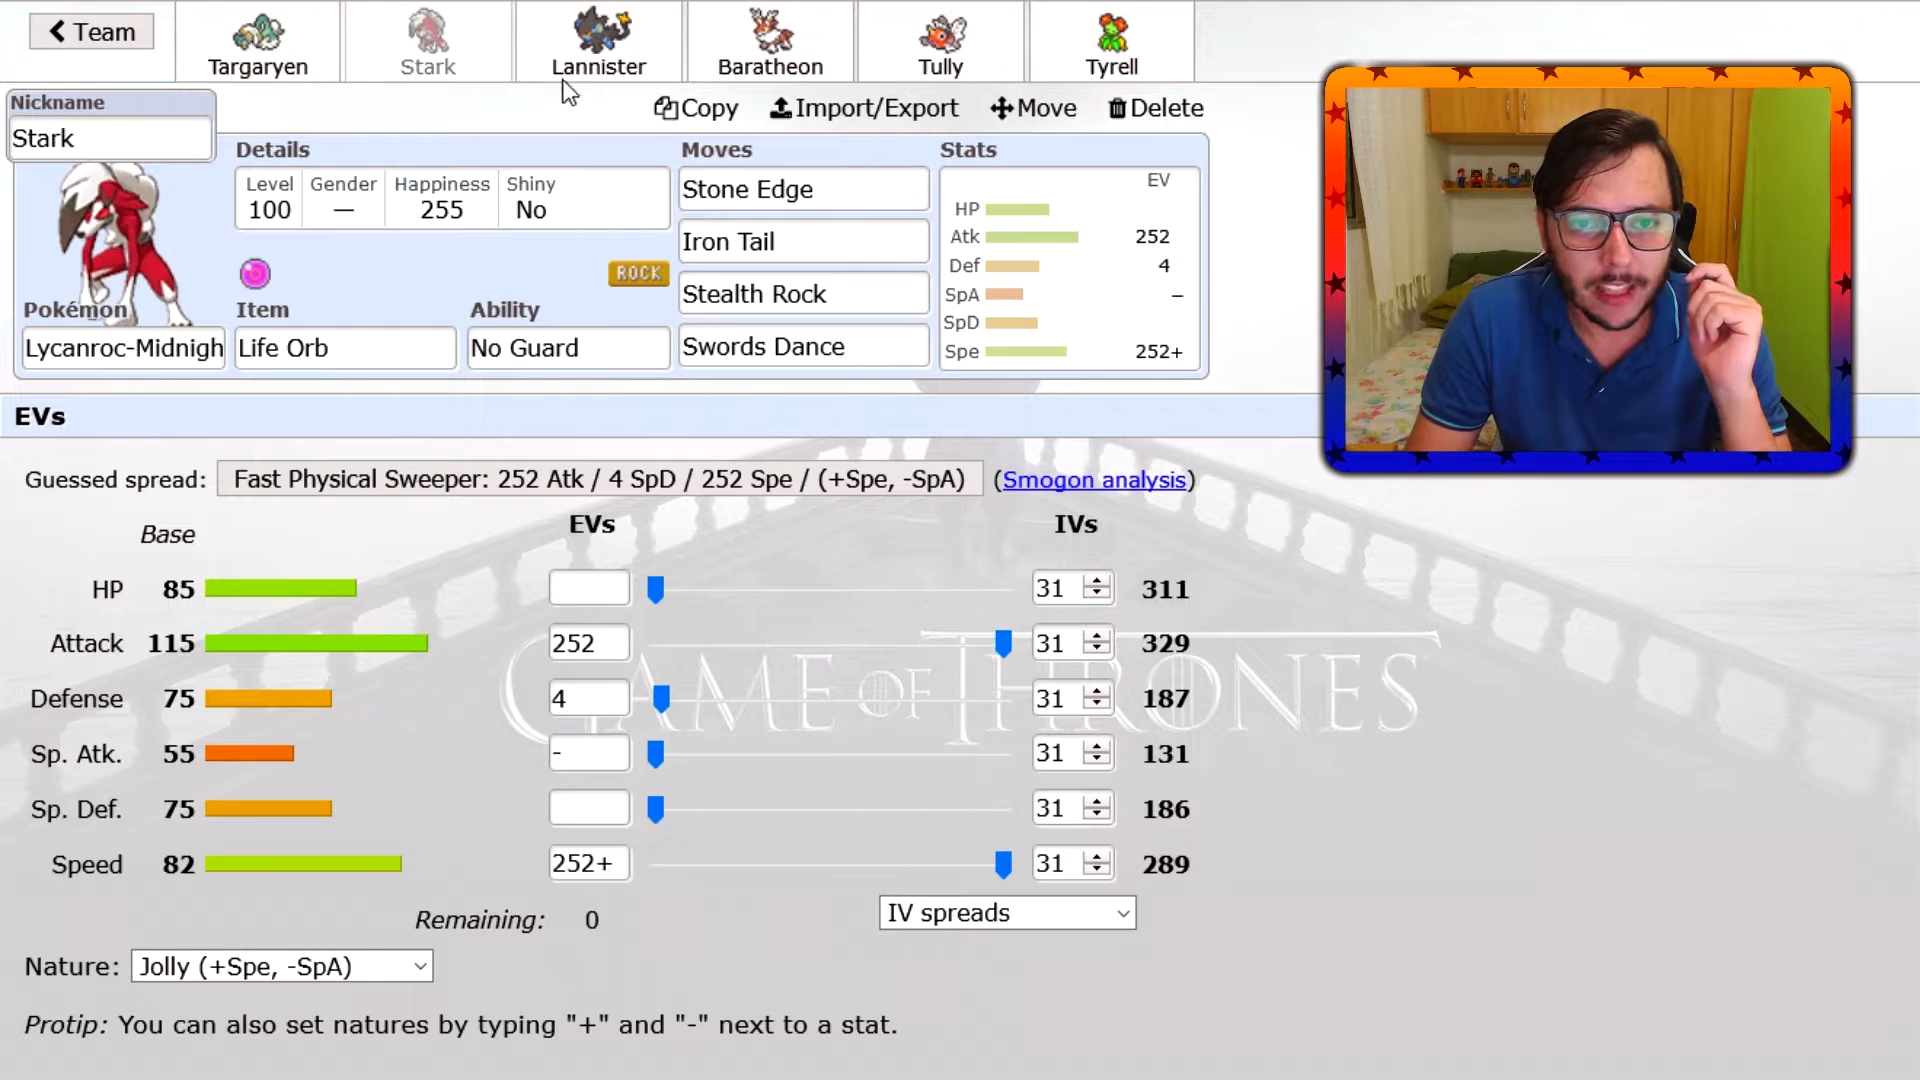 Team
Targaryen
Stark
Lannister
Baratheon
Tully
Tyrell
Copy
Import/Export
Move
Delete
Nickname
Stark
Pokémon
Lycanroc-Midnigh
Details
Level
100
Gender
—
Happiness
255
Shiny
No
ROCK
Item
Life Orb
Ability
No Guard
Moves
Stone Edge
Iron Tail
Stealth Rock
Swords Dance
Stats
EV
HP
Atk 252
Def 4
SpA –
SpD
Spe 252+
EVs
Guessed spread: Fast Physical Sweeper: 252 Atk / 4 SpD / 252 Spe / (+Spe, -SpA) (Smogon analysis)
Base EVs IVs
HP 85 31 311
Attack 115 252 31 329
Defense 75 4 31 187
Sp. Atk. 55 - 31 131
Sp. Def. 75 31 186
Speed 82 252+ 31 289
GAME OF THRONES
Remaining: 0
IV spreads
Nature: Jolly (+Spe, -SpA)
Protip: You can also set natures by typing "+" and "-" next to a stat.